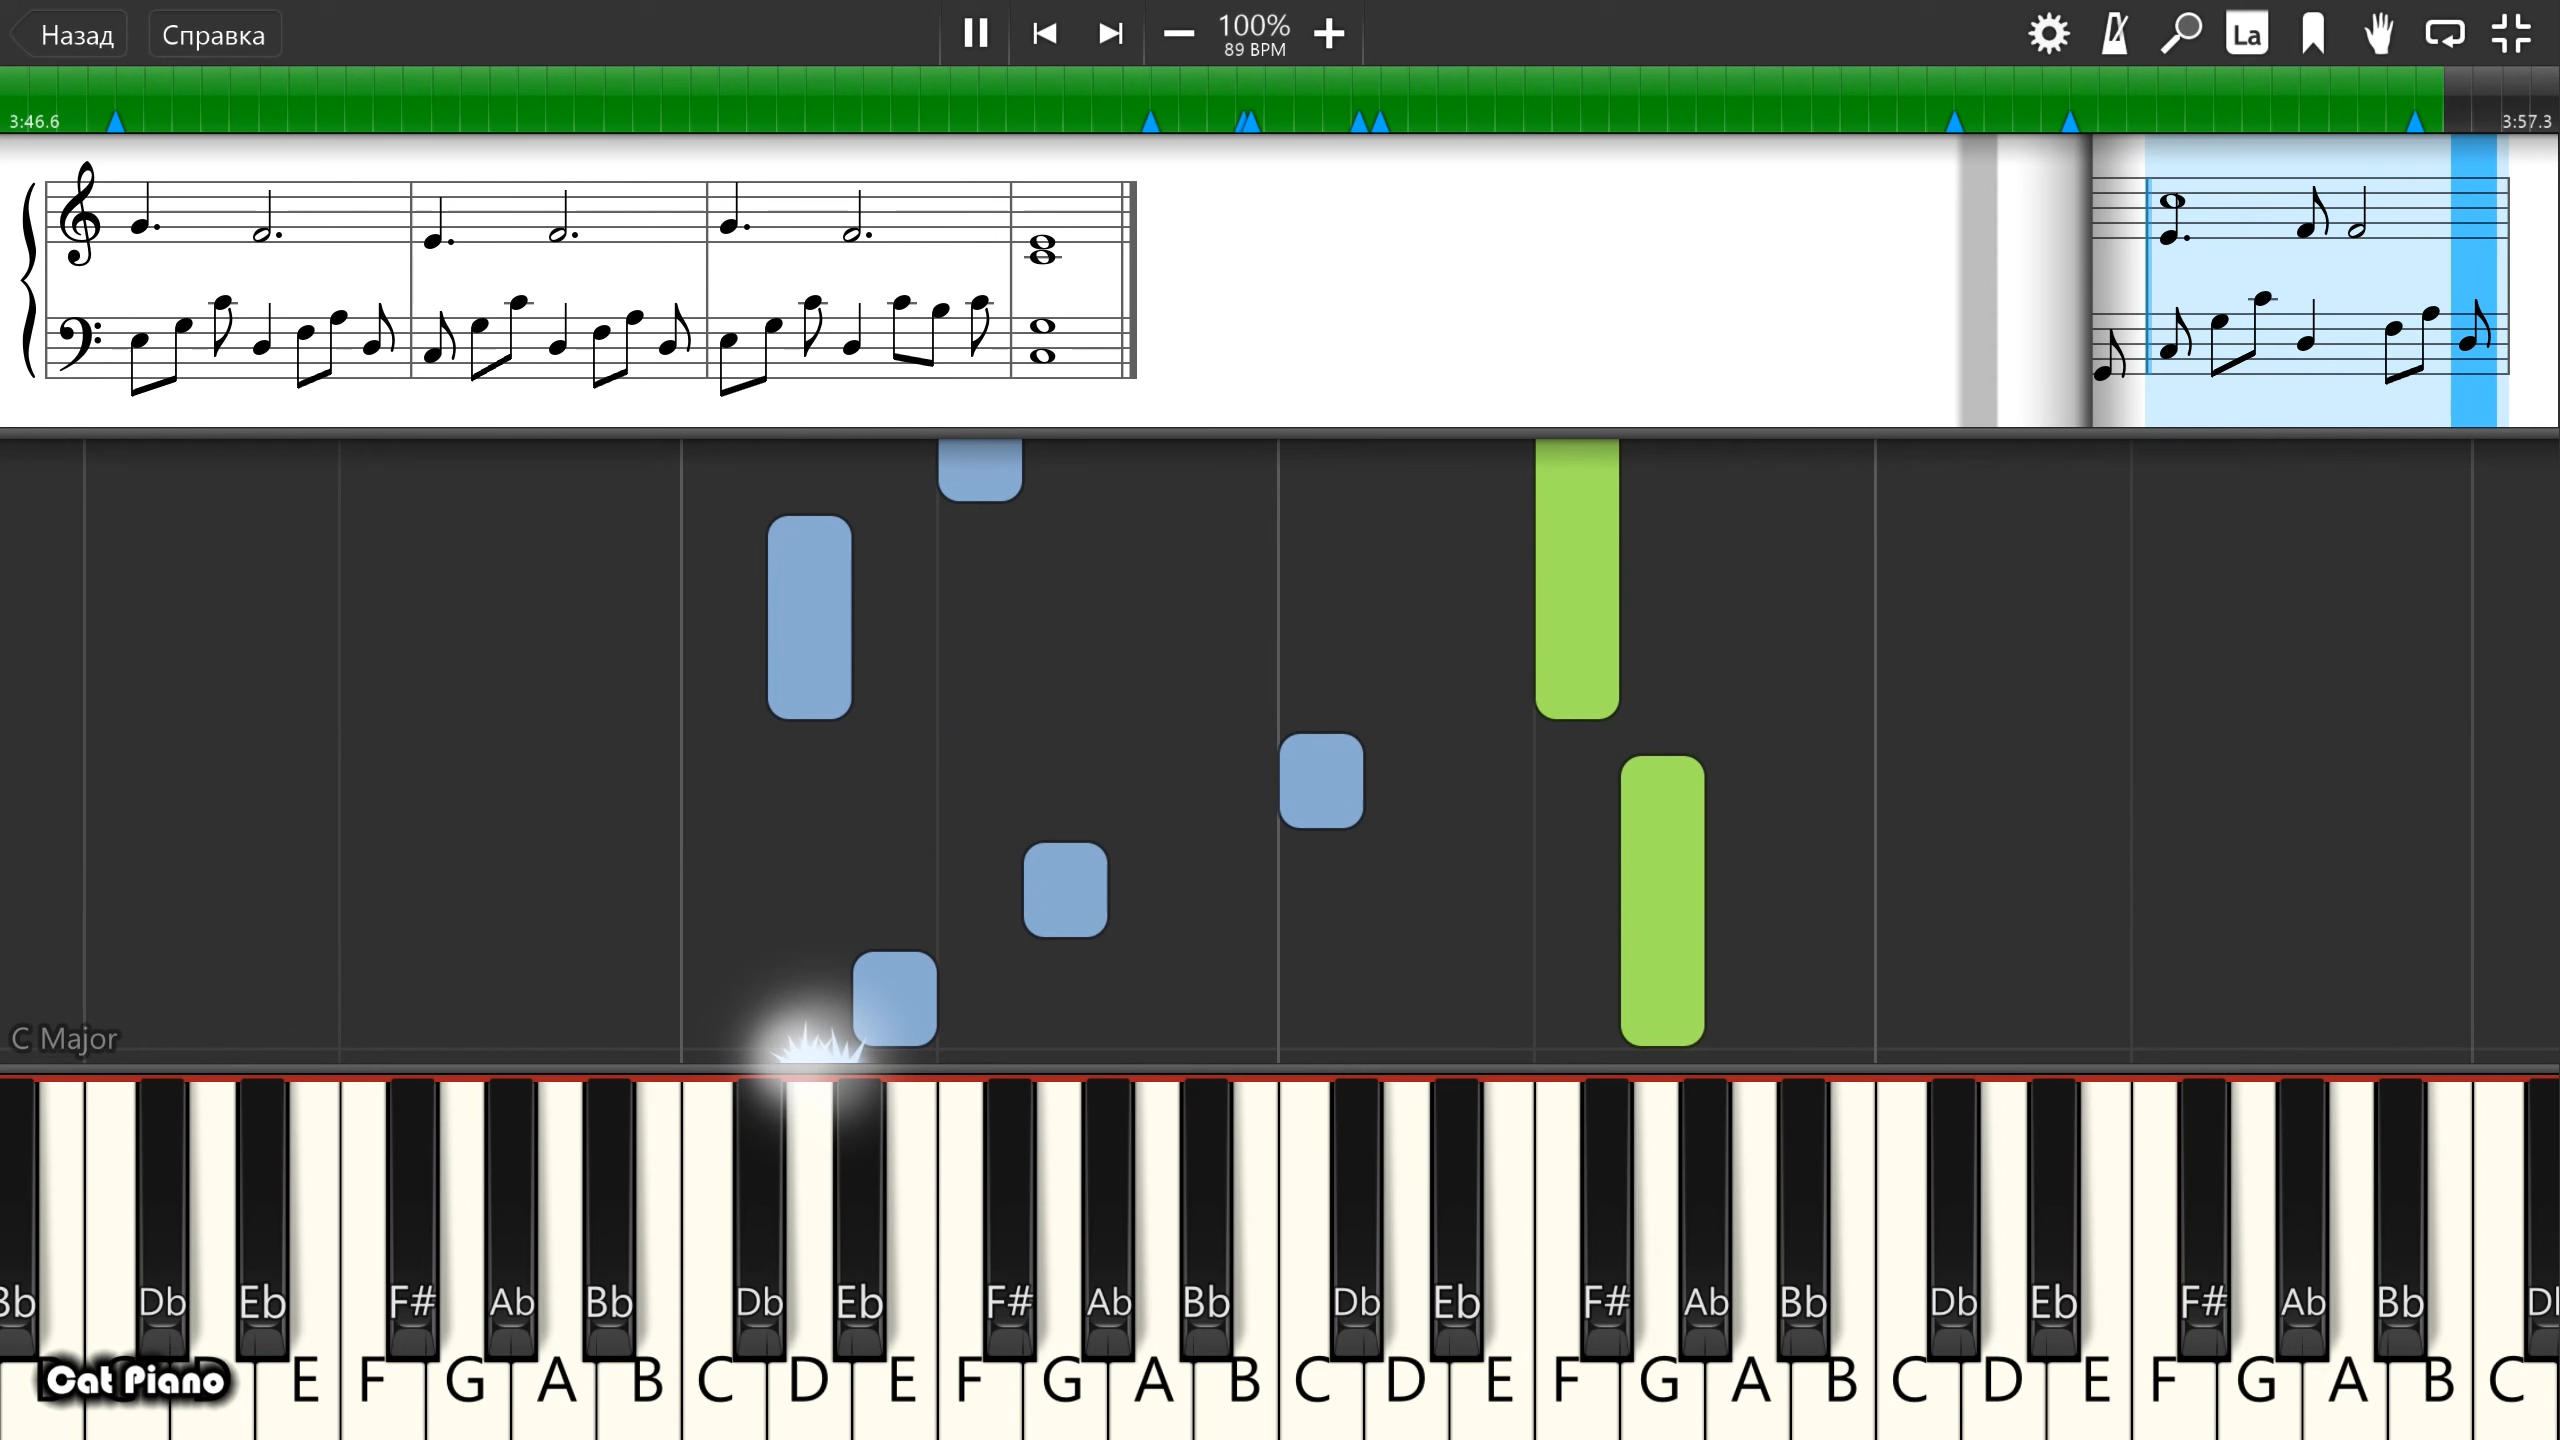 Назад Справка 100% La
89 BPM
3:46.6 3:57.3
C Major
Bb Db Eb F# Ab Bb Db Eb F# Ab Bb Db Eb F# Ab Bb Db Eb F# Ab Bb
Cat Piano E F G A B C D E F G A B C D E F G A B C D E F G A B C